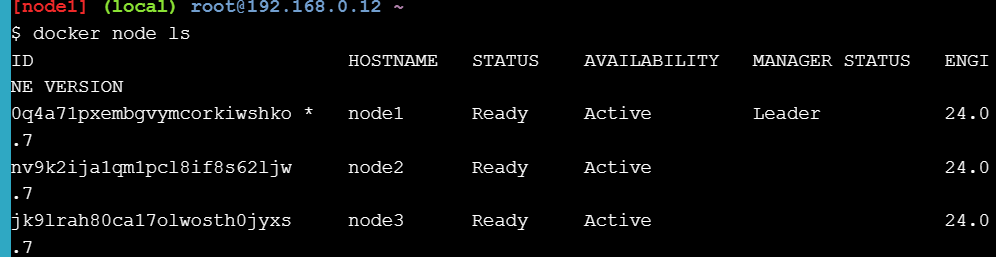 [node1] (local) root@192.168.0.12 ~
$ docker node ls
ID                            HOSTNAME   STATUS    AVAILABILITY   MANAGER STATUS   ENGI
NE VERSION
0q4a71pxembgvymcorkiwshko *   node1      Ready     Active         Leader           24.0
.7
nv9k2ija1qm1pcl8if8s62ljw     node2      Ready     Active                          24.0
.7
jk9lrah80ca17olwosth0jyxs     node3      Ready     Active                          24.0
.7